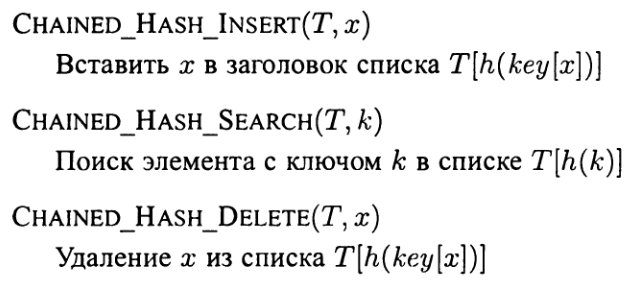 CHAINED_HASH_INSERT(T, x)
Вставить x в заголовок списка T[h(key[x])]
CHAINED_HASH_SEARCH(T, k)
Поиск элемента с ключом k в списке T[h(k)]
CHAINED_HASH_DELETE(T, x)
Удаление x из списка T[h(key[x])]